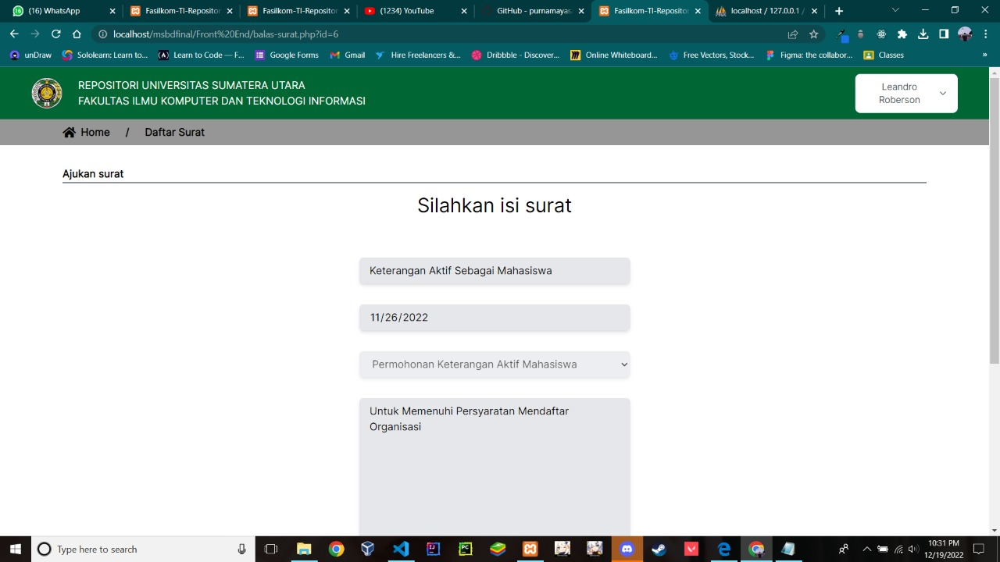 (16) WhatsApp
Fasilkom-TI-Repositor
Fasilkom-TI-Repositor
(1234) YouTube
GitHub - purnamayas
Fasilkom-TI-Repositor
localhost / 127.0.0.1 /
localhost/msbdfinal/Front%20End/balas-surat.php?id=6
unDraw
Sololearn: Learn to...
Learn to Code — F...
Google Forms
Gmail
Hire Freelancers &...
Dribbble - Discover...
Online Whiteboard...
Free Vectors, Stock...
Figma: the collabor...
Classes
»
REPOSITORI UNIVERSITAS SUMATERA UTARA
FAKULTAS ILMU KOMPUTER DAN TEKNOLOGI INFORMASI
Leandro
Roberson
Home / Daftar Surat
Ajukan surat
Silahkan isi surat
Keterangan Aktif Sebagai Mahasiswa
11/26/2022
Permohonan Keterangan Aktif Mahasiswa
Untuk Memenuhi Persyaratan Mendaftar
Organisasi
Type here to search
10:31 PM
12/19/2022